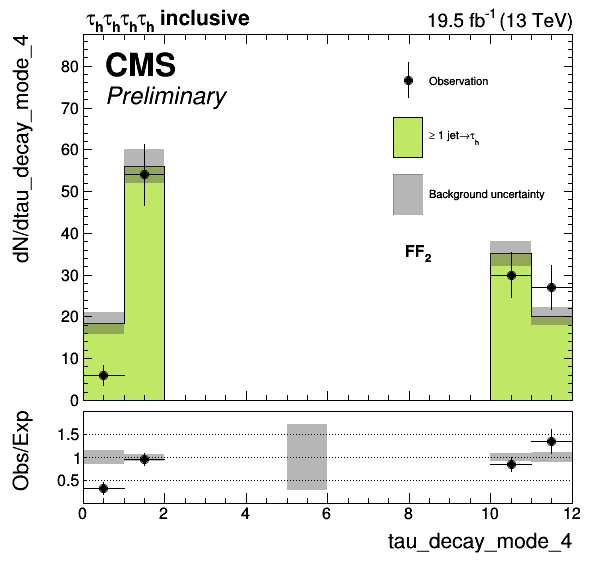 τhτhτhτh inclusive
19.5 fb⁻¹ (13 TeV)
CMS
Preliminary
Observation
≥ 1 jet→τh
Background uncertainty
FF₂
dN/dtau_decay_mode_4
80
70
60
50
40
30
20
10
0
Obs/Exp
1.5
1
0.5
0 2 4 6 8 10 12
tau_decay_mode_4